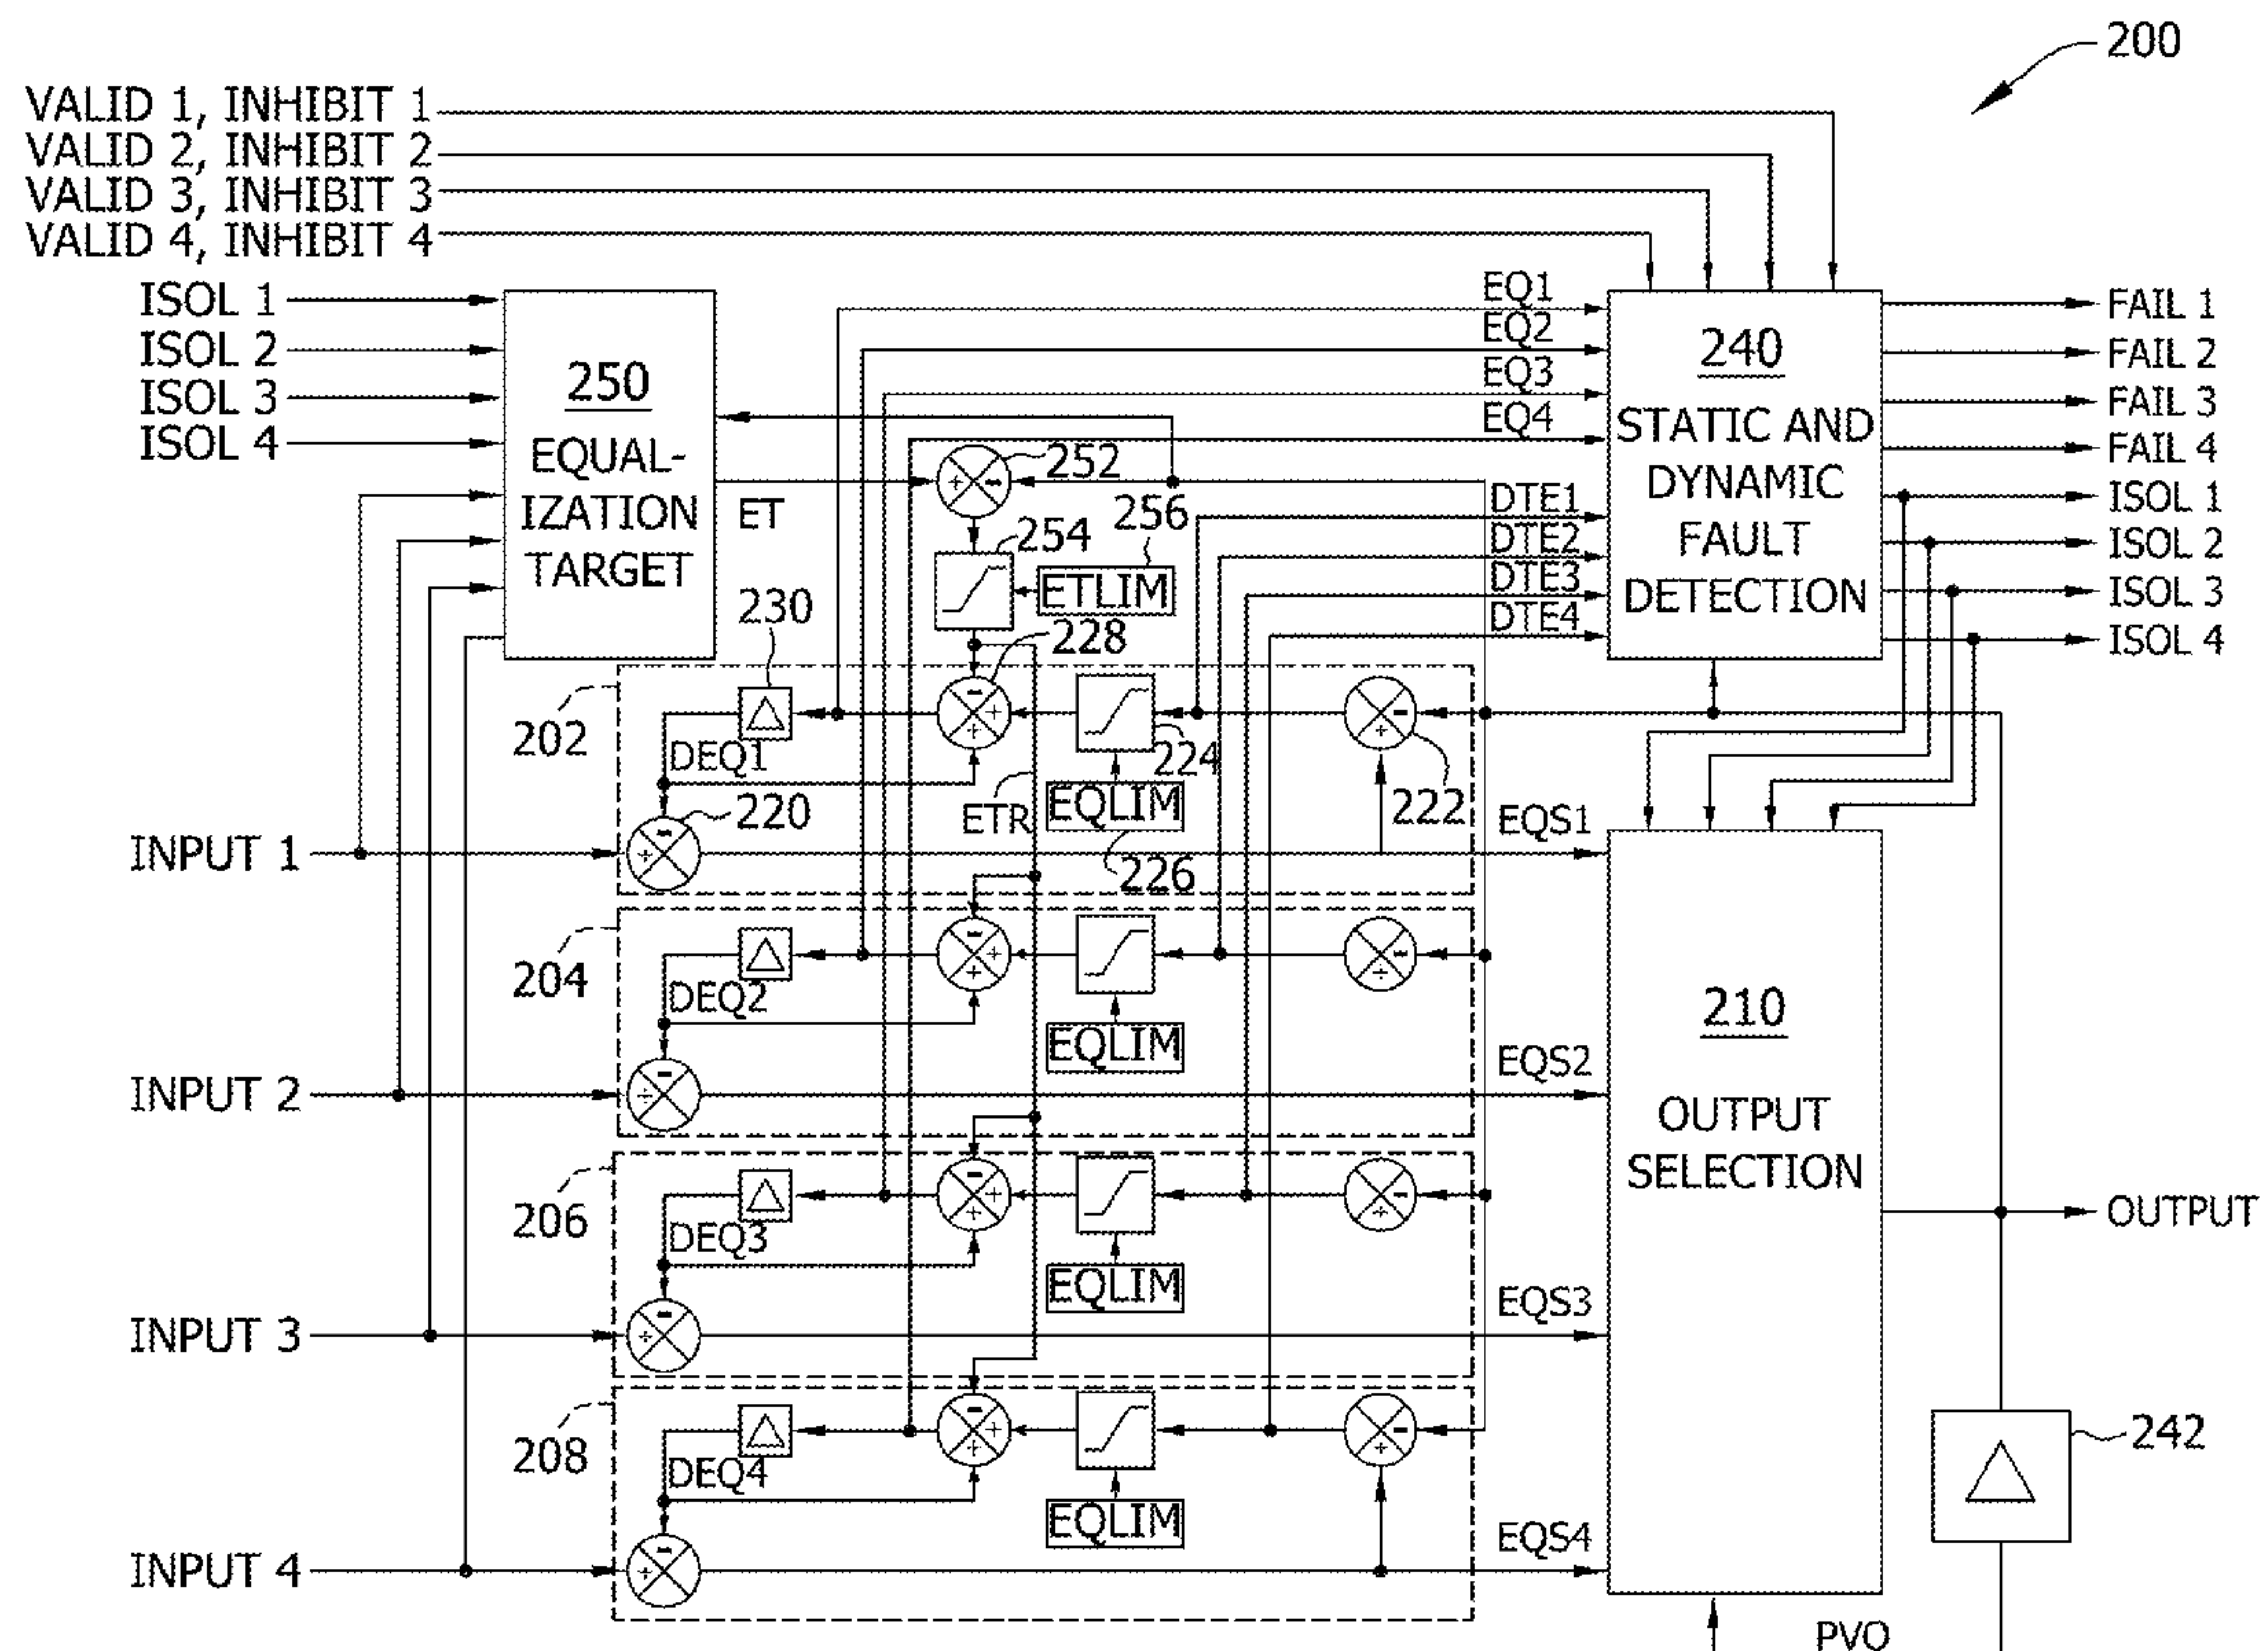 200
VALID 1, INHIBIT 1
VALID 2, INHIBIT 2
VALID 3, INHIBIT 3
VALID 4, INHIBIT 4
ISOL 1
ISOL 2
ISOL 3
ISOL 4
250
EQUAL-
IZATION
TARGET
ET
252
254
256
ETLIM
EQ1
EQ2
EQ3
EQ4
DTE1
DTE2
DTE3
DTE4
240
STATIC AND
DYNAMIC
FAULT
DETECTION
FAIL 1
FAIL 2
FAIL 3
FAIL 4
ISOL 1
ISOL 2
ISOL 3
ISOL 4
202
230
228
DEQ1
220
ETR
224
EQLIM
226
222
EQS1
INPUT 1
204
DEQ2
EQLIM
EQS2
INPUT 2
206
DEQ3
EQLIM
EQS3
INPUT 3
208
DEQ4
EQLIM
EQS4
INPUT 4
210
OUTPUT
SELECTION
OUTPUT
242
PVO